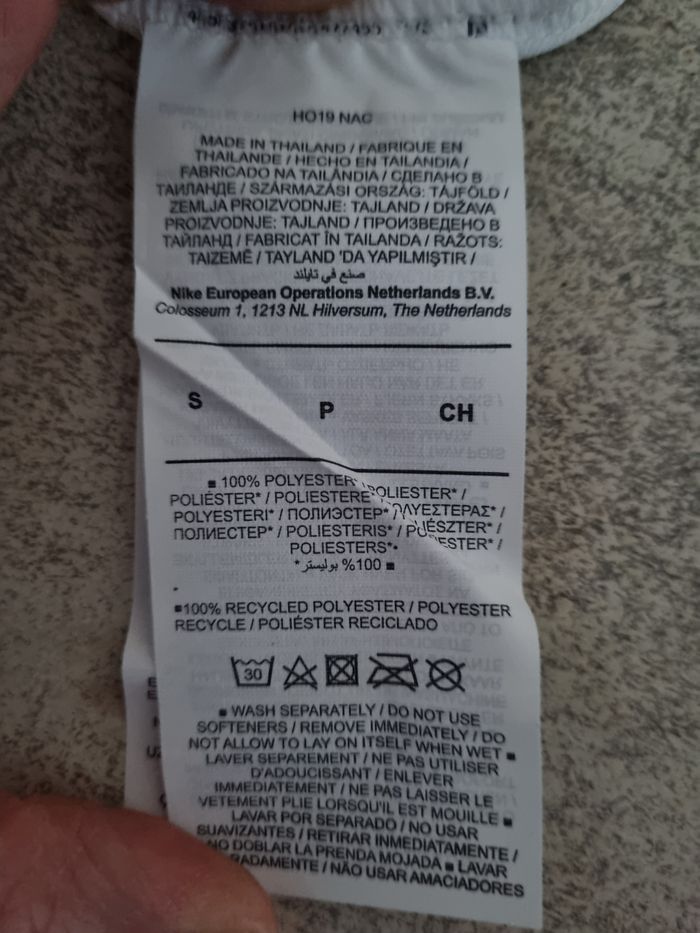 HO19 NAC
MADE IN THAILAND / FABRIQUE EN
THAILANDE / HECHO EN TAILANDIA /
FABRICADO NA TAILÂNDIA / СДЕЛАНО В
ТАИЛАНДЕ / SZÁRMAZÁSI ORSZÁG: TÁJFÖLD /
ZEMLJA PROIZVODNJE: TAJLAND / DRŽAVA
PROIZVODNJE: TAJLAND / ПРОИЗВЕДЕНО В
ТАЙЛАНД / FABRICAT ÎN TAILANDA / RAŽOTS:
TAIZEMĒ / TAYLAND 'DA YAPILMIŞTIR /
صنع في تايلند
Nike European Operations Netherlands B.V.
Colosseum 1, 1213 NL Hilversum, The Netherlands
S P CH
■ 100% POLYESTER* POLIESTER* /
POLIÉSTER* / POLIESTERE
POLYESTERI* / ПОЛИЭСТЕР* / ΠΟΛΥΕΣΤΕΡΑΣ* /
ПОЛИЕСТЕР* / POLIESTERIS* /
POLIESTERS*
■ 100% بوليستر*
■100% RECYCLED POLYESTER / POLYESTER
RECYCLE / POLIÉSTER RECICLADO
30
■ WASH SEPARATELY / DO NOT USE
SOFTENERS / REMOVE IMMEDIATELY / DO
NOT ALLOW TO LAY ON ITSELF WHEN WET ■
LAVER SEPAREMENT / NE PAS UTILISER
D'ADOUCISSANT / ENLEVER
IMMEDIATEMENT / NE PAS LAISSER LE
VETEMENT PLIE LORSQU'IL EST MOUILLE ■
LAVAR POR SEPARADO / NO USAR
SUAVIZANTES / RETIRAR INMEDIATAMENTE /
NO DOBLAR LA PRENDA MOJADA ■ LAVAR
/ NÃO USAR AMACIADORES